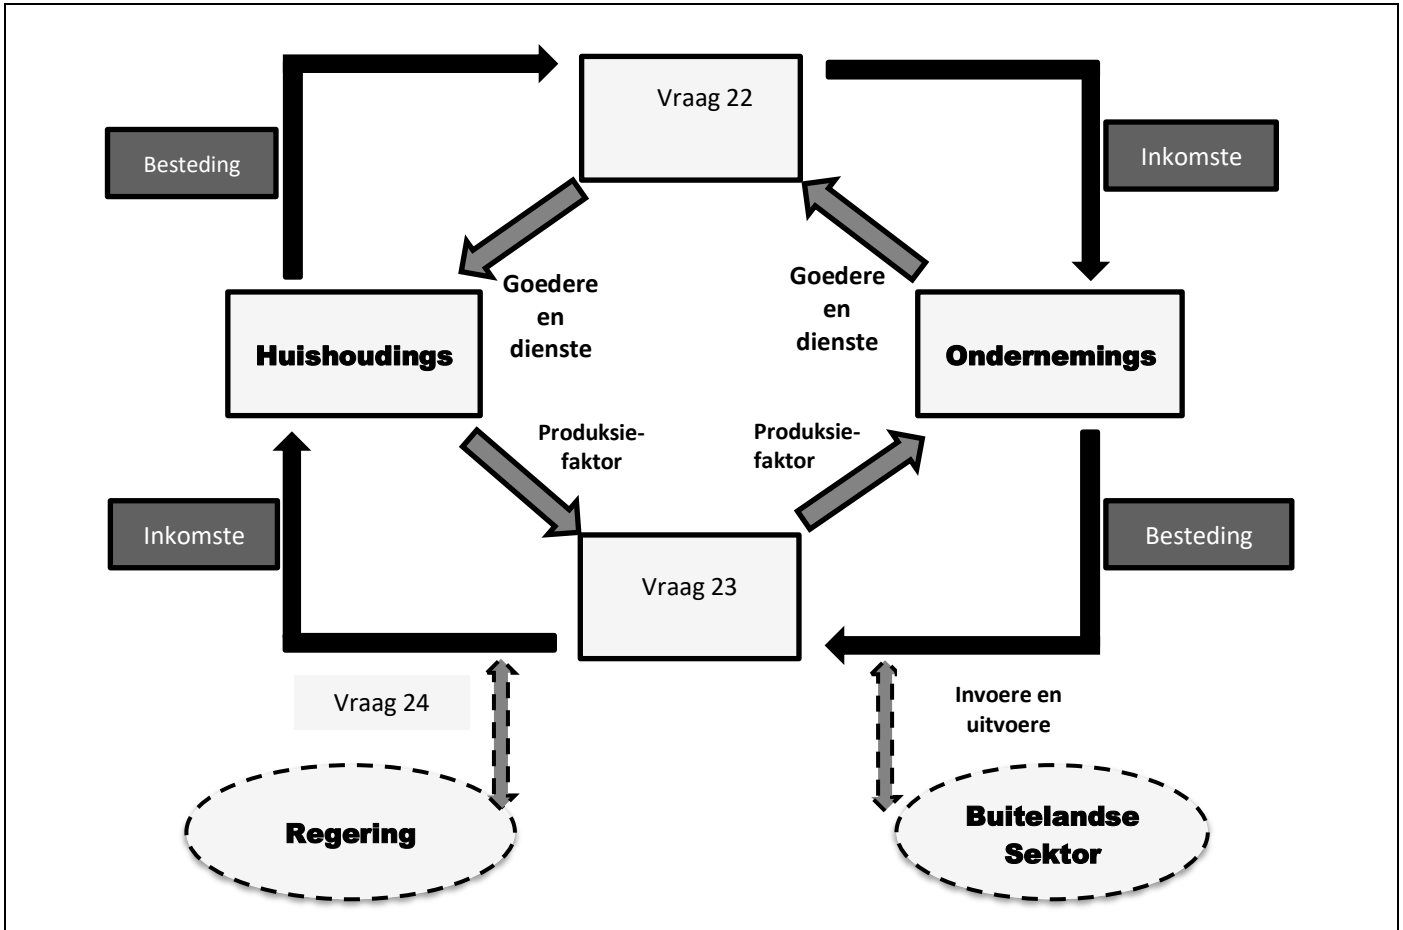 Vraag 22
Besteding
Inkomste
Goedere
en
dienste
Goedere
en
dienste
Huishoudings
Ondernemings
Produksie-
faktor
Produksie-
faktor
Inkomste
Besteding
Vraag 23
Vraag 24
Invoere en
uitvoere
Regering
Buitelandse
Sektor